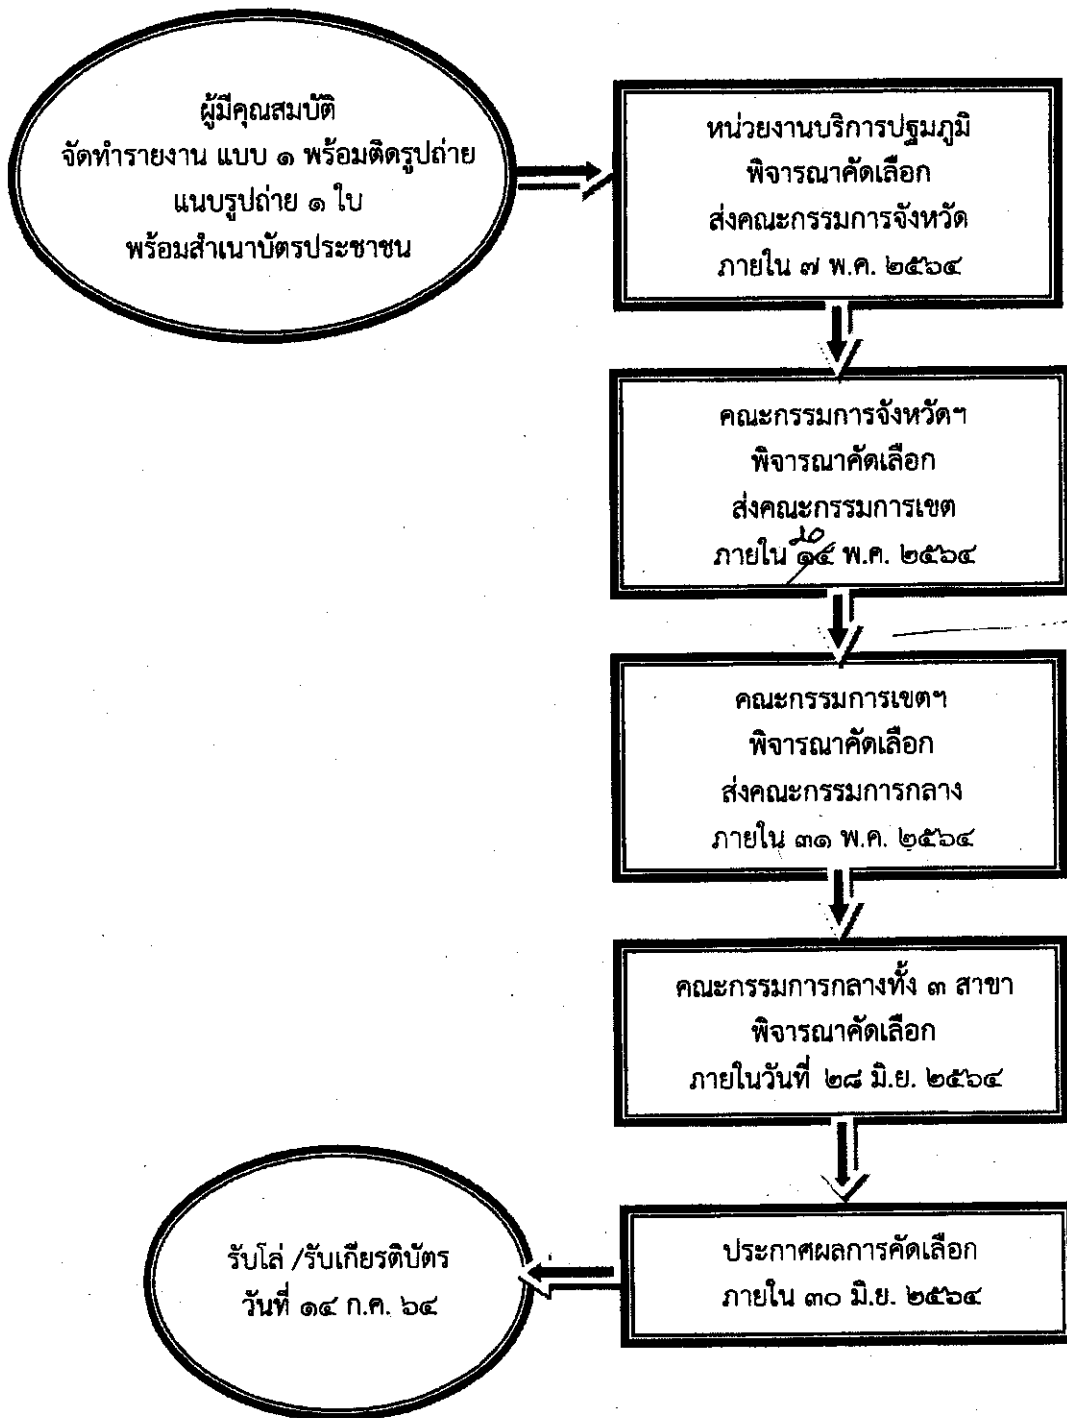 ผู้มีคุณสมบัติ
จัดทำรายงาน แบบ ๑ พร้อมติดรูปถ่าย
แนบรูปถ่าย ๑ ใบ
พร้อมสำเนาบัตรประชาชน
หน่วยงานบริการปฐมภูมิ
พิจารณาคัดเลือก
ส่งคณะกรรมการจังหวัด
ภายใน ๗ พ.ค. ๒๕๖๔
คณะกรรมการจังหวัดฯ
พิจารณาคัดเลือก
ส่งคณะกรรมการเขต
๒๐
ภายใน ๑๕ พ.ค. ๒๕๖๔
คณะกรรมการเขตฯ
พิจารณาคัดเลือก
ส่งคณะกรรมการกลาง
ภายใน ๓๑ พ.ค. ๒๕๖๔
คณะกรรมการกลางทั้ง ๓ สาขา
พิจารณาคัดเลือก
ภายในวันที่ ๒๘ มิ.ย. ๒๕๖๔
ประกาศผลการคัดเลือก
ภายใน ๓๐ มิ.ย. ๒๕๖๔
รับโล่ /รับเกียรติบัตร
วันที่ ๑๔ ก.ค. ๖๔